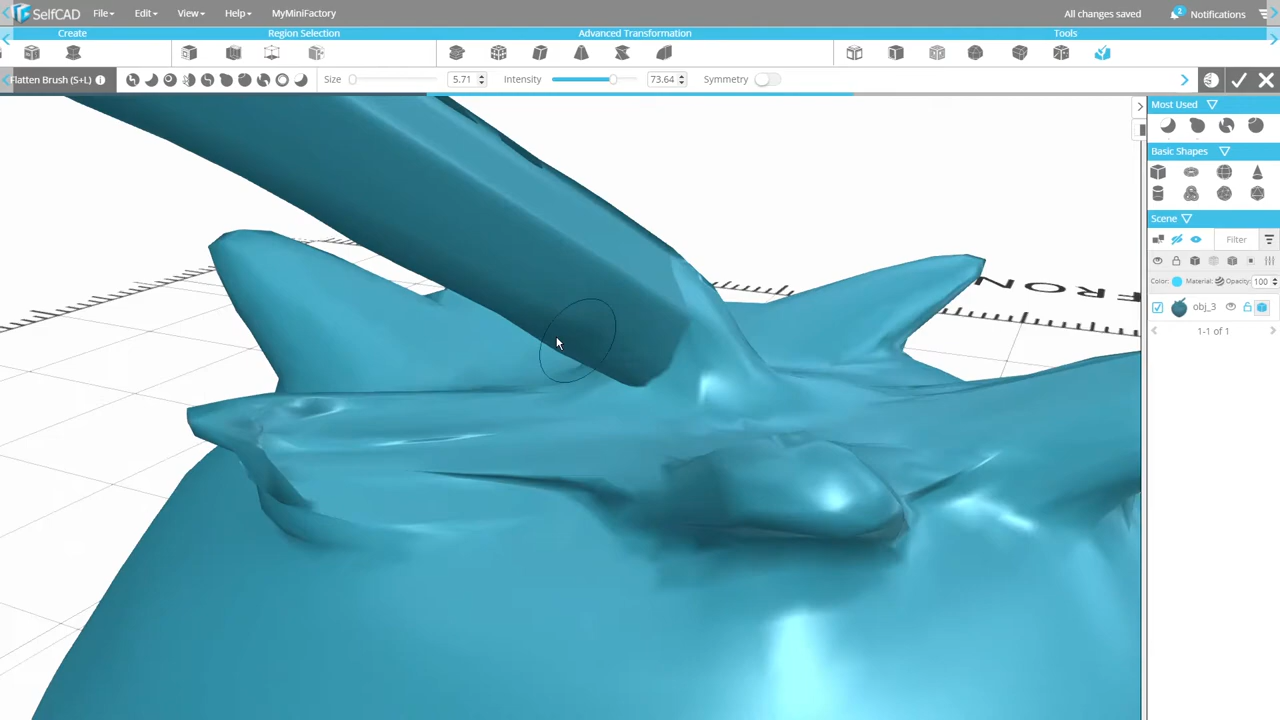 SelfCAD File Edit View Help MyMiniFactory All changes saved 2 Notifications
Create Region Selection Advanced Transformation Tools
Flatten Brush (S+L) Size 5.71 Intensity 73.64 Symmetry
Most Used
Basic Shapes
Scene
Filter
Color: Material: Opacity: 100
obj_3
1-1 of 1
FRON